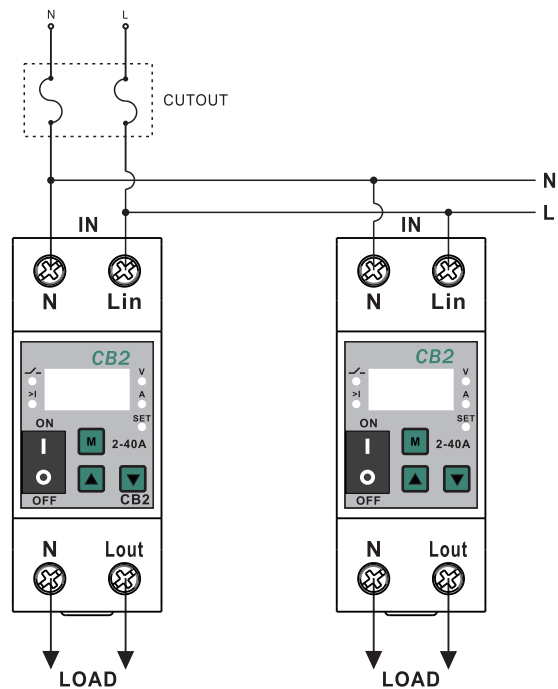 N L
CUTOUT
N
L
IN IN
N Lin N Lin
CB2 CB2
V V
>I A >I A
SET SET
ON M 2-40A ON M 2-40A
I I
O O
OFF CB2 OFF
N Lout N Lout
LOAD LOAD